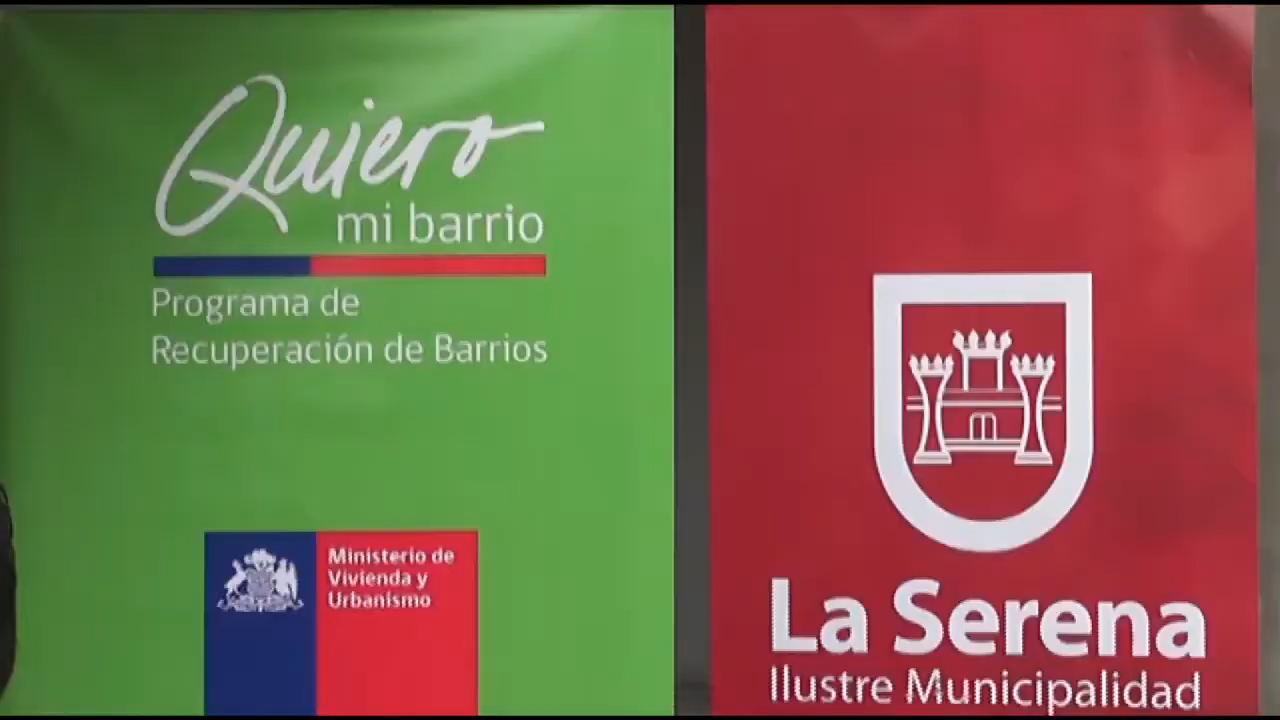 Quiero
mi barrio
Programa de
Recuperación de Barrios
Ministerio de
Vivienda y
Urbanismo
La Serena
Ilustre Municipalidad